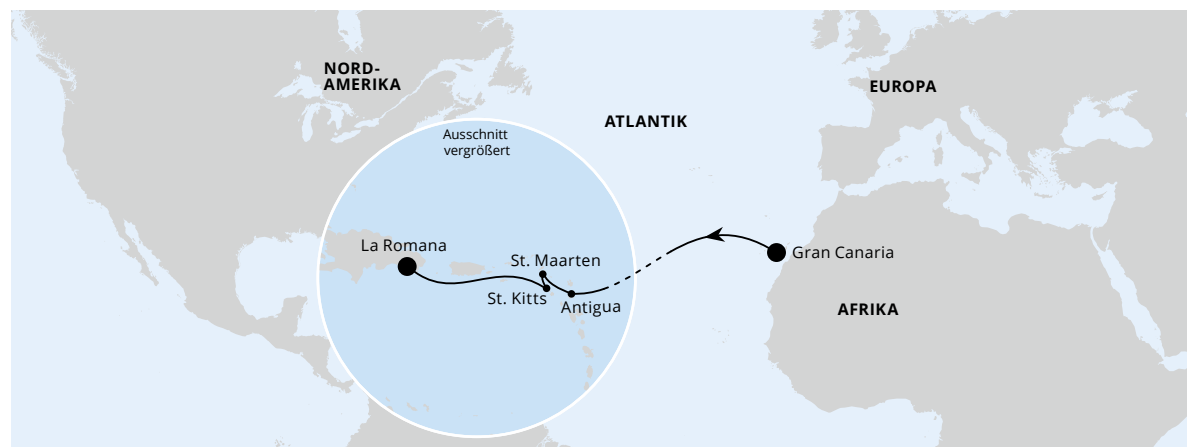 NORD-
AMERIKA
EUROPA
ATLANTIK
Ausschnitt
vergrößert
La Romana
St. Maarten
Gran Canaria
St. Kitts
Antigua
AFRIKA